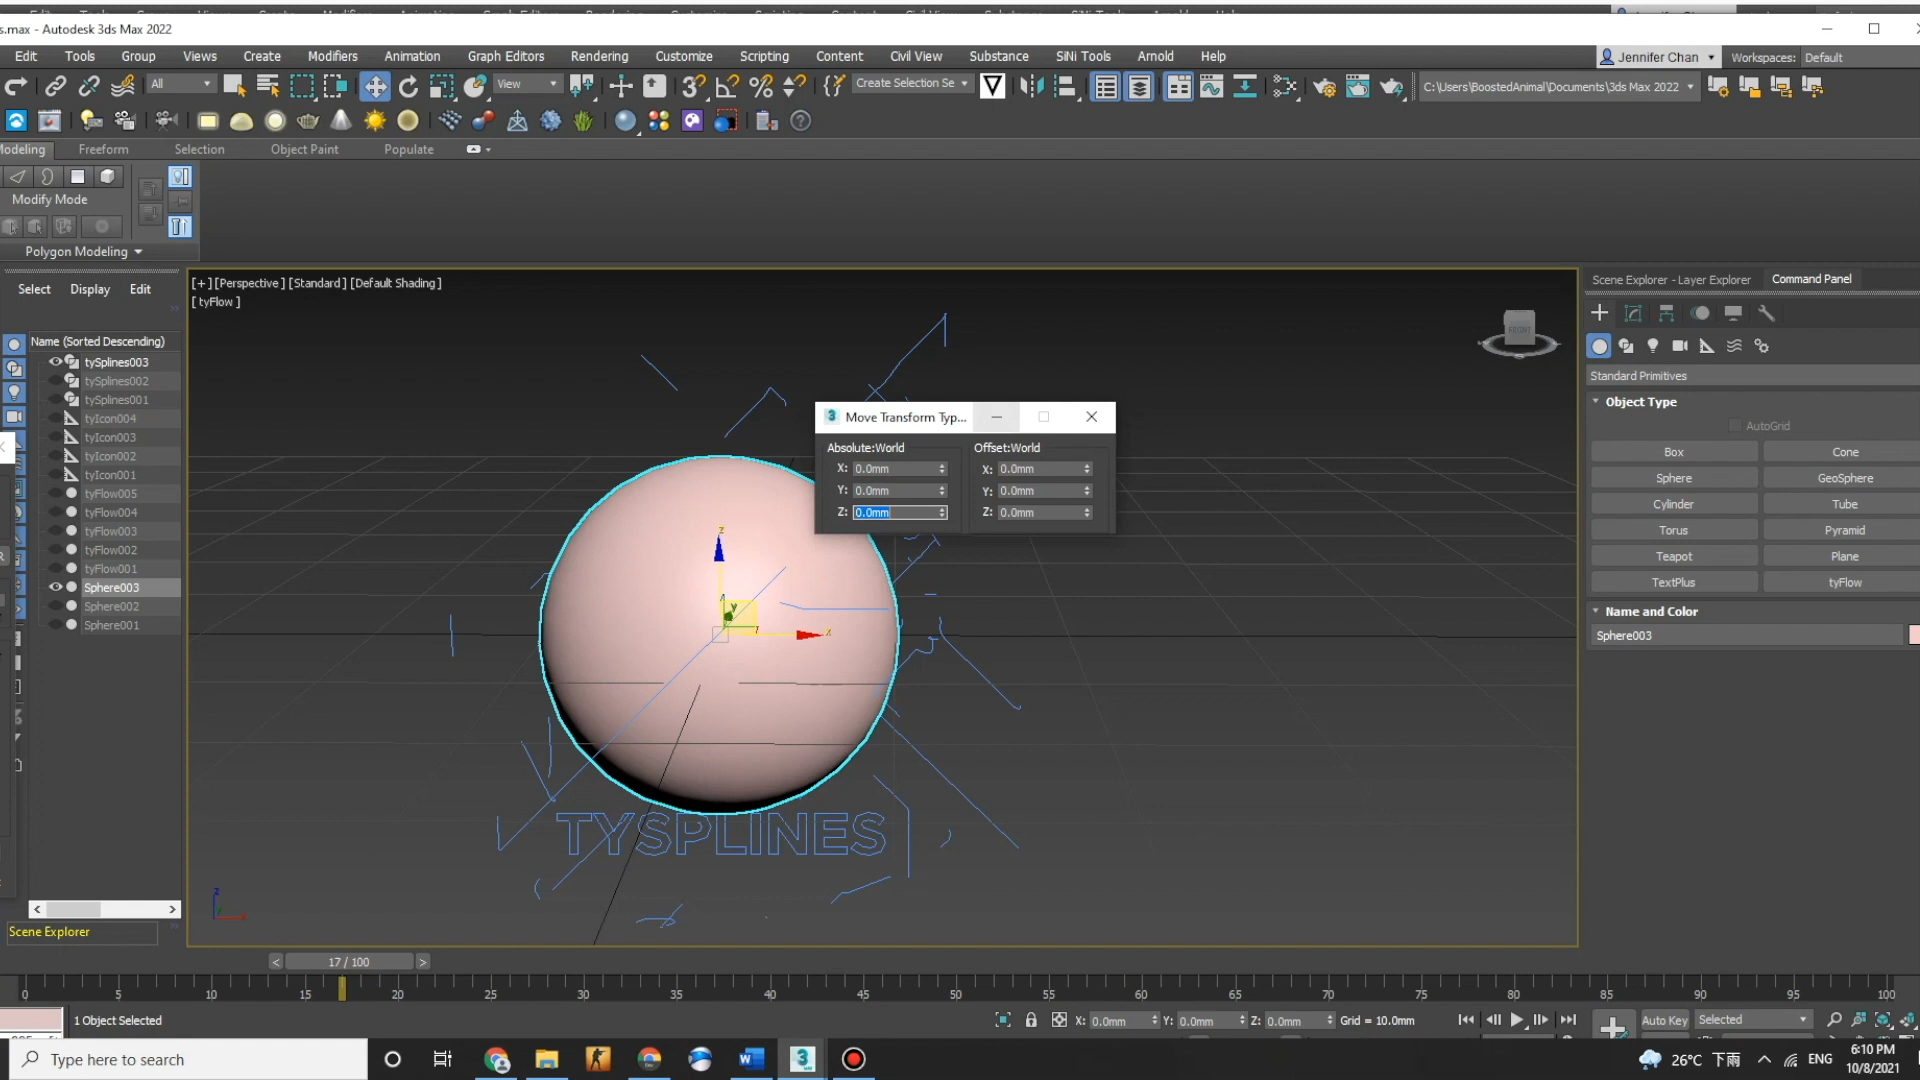 s.max - Autodesk 3ds Max 2022
Edit Tools Group Views Create Modifiers Animation Graph Editors Rendering Customize Scripting Content Civil View Substance SiNi Tools Arnold Help
Jennifer Chan Workspaces: Default
All View Create Selection Se C:\Users\BoostedAnimal\Documents\3ds Max 2022
Modeling Freeform Selection Object Paint Populate
Modify Mode
Polygon Modeling
Select Display Edit
Name (Sorted Descending)
tySplines003
tySplines002
tySplines001
tyIcon004
tyIcon003
tyIcon002
tyIcon001
tyFlow005
tyFlow004
tyFlow003
tyFlow002
tyFlow001
Sphere003
Sphere002
Sphere001
Scene Explorer
[+] [Perspective] [Standard] [Default Shading]
[ tyFlow ]
FRONT
Move Transform Typ...
Absolute:World Offset:World
X: 0.0mm X: 0.0mm
Y: 0.0mm Y: 0.0mm
Z: 0.0mm Z: 0.0mm
z
y
x
TYSPLINES
Scene Explorer - Layer Explorer Command Panel
Standard Primitives
Object Type
AutoGrid
Box Cone
Sphere GeoSphere
Cylinder Tube
Torus Pyramid
Teapot Plane
TextPlus tyFlow
Name and Color
Sphere003
< 17 / 100 >
0 5 10 15 20 25 30 35 40 45 50 55 60 65 70 75 80 85 90 95 100
1 Object Selected X: 0.0mm Y: 0.0mm Z: 0.0mm Grid = 10.0mm Auto Key Selected
Type here to search
26°C 下雨 ENG 6:10 PM
10/8/2021